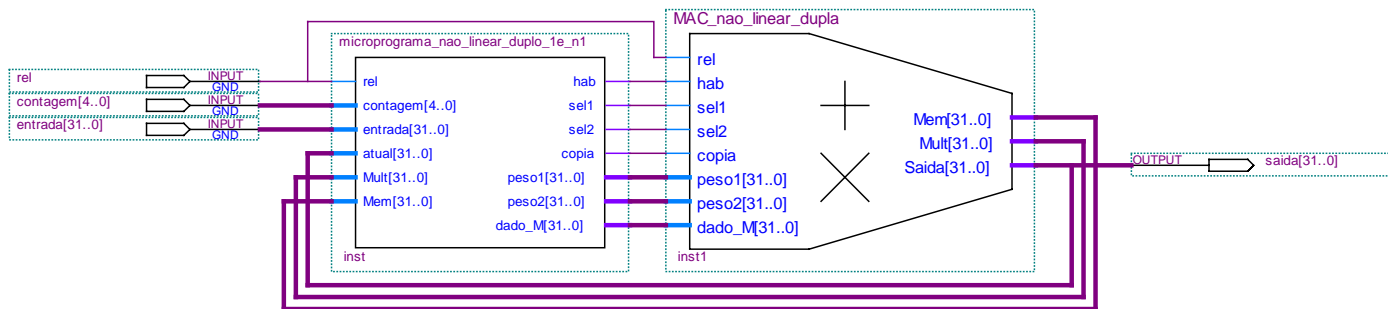 MAC_nao_linear_dupla
microprograma_nao_linear_duplo_1e_n1
rel
INPUT
GND
contagem[4..0]
INPUT
GND
entrada[31..0]
INPUT
GND
rel
contagem[4..0]
entrada[31..0]
atual[31..0]
Mult[31..0]
Mem[31..0]
hab
sel1
sel2
copia
peso1[31..0]
peso2[31..0]
dado_M[31..0]
inst
rel
hab
sel1
sel2
copia
peso1[31..0]
peso2[31..0]
dado_M[31..0]
Mem[31..0]
Mult[31..0]
Saida[31..0]
inst1
OUTPUT
saida[31..0]